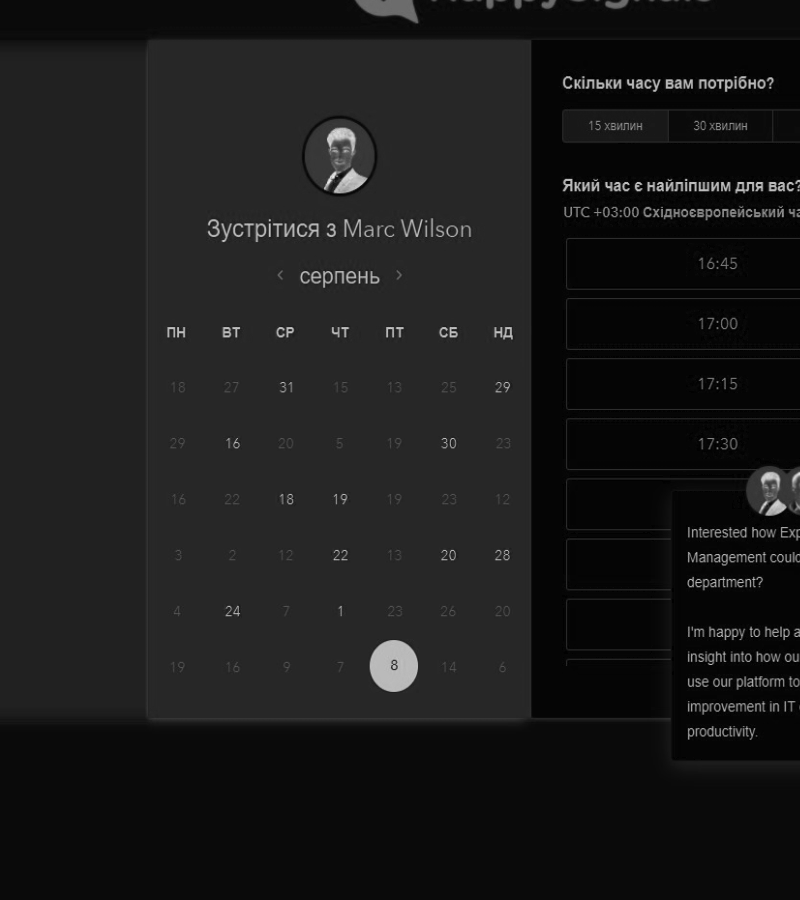 Зустрітися з Marc Wilson
серпень
ПН ВТ СР ЧТ ПТ СБ НД
18 27 31 15 13 25 29
29 16 20 5 19 30 23
16 22 18 19 19 23 12
3 2 12 22 13 20 28
4 24 7 1 23 26 20
19 16 9 7 8 14 6
Скільки часу вам потрібно?
15 хвилин 30 хвилин
Який час є найліпшим для вас?
UTC +03:00 Східноєвропейський
16:45
17:00
17:15
17:30
Interested how
Management
department?
I'm happy to help
insight into how
use our platform to
improvement in IT
productivity.